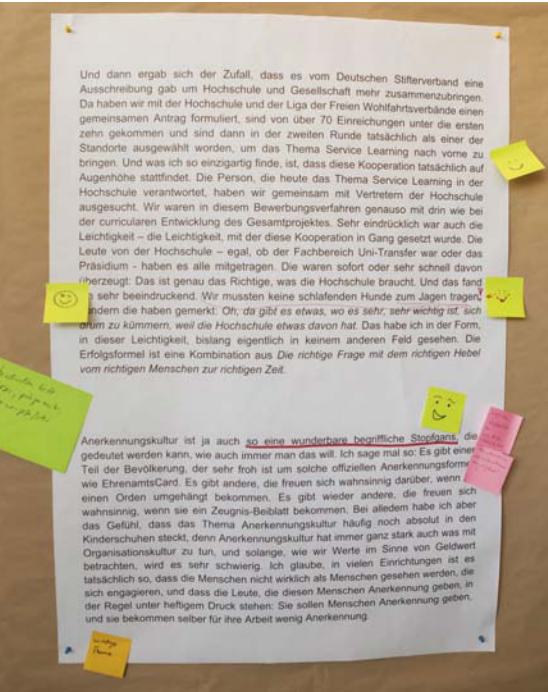 Und dann ergab sich der Zufall, dass es vom Deutschen Stifterverband eine
Ausschreibung gab um Hochschule und Gesellschaft mehr zusammenzubringen.
Da haben wir mit der Hochschule und der Liga der Freien Wohlfahrtsverbände einen
gemeinsamen Antrag formuliert, sind von über 70 Einreichungen unter die ersten
zehn gekommen und sind dann in der zweiten Runde tatsächlich als einer der
Standorte ausgewählt worden, um das Thema Service Learning nach vorne zu
bringen. Und was ich so einzigartig finde, ist, dass diese Kooperation tatsächlich auf
Augenhöhe stattfindet. Die Person, die heute das Thema Service Learning in der
Hochschule verantwortet, haben wir gemeinsam mit Vertretern der Hochschule
ausgesucht. Wir waren in diesem Bewerbungsverfahren genauso mit drin wie bei
der curricularen Entwicklung des Gesamtprojektes. Sehr eindrücklich war auch die
Leichtigkeit – die Leichtigkeit, mit der diese Kooperation in Gang gesetzt wurde. Die
Leute von der Hochschule – egal, ob der Fachbereich Uni-Transfer war oder das
Präsidium - haben es alle mitgetragen. Die waren sofort oder sehr schnell davon
überzeugt: Das ist genau das Richtige, was die Hochschule braucht. Und das fand
sehr beeindruckend. Wir mussten keine schlafenden Hunde zum Jagen tragen,
sondern die haben gemerkt: Oh, da gibt es etwas, wo es sehr, sehr wichtig ist, sich
drum zu kümmern, weil die Hochschule etwas davon hat. Das habe ich in der Form,
in dieser Leichtigkeit, bislang eigentlich in keinem anderen Feld gesehen. Die
Erfolgsformel ist eine Kombination aus Die richtige Frage mit dem richtigen Hebel
vom richtigen Menschen zur richtigen Zeit.
Anerkennungskultur ist ja auch so eine wunderbare begriffliche Stopfgans, die
gedeutet werden kann, wie auch immer man das will. Ich sage mal so: Es gibt einen
Teil der Bevölkerung, der sehr froh ist um solche offiziellen Anerkennungsformen
wie EhrenamtsCard. Es gibt andere, die freuen sich wahnsinnig darüber, wenn
einen Orden umgehängt bekommen. Es gibt wieder andere, die freuen sich
wahnsinnig, wenn sie ein Zeugnis-Beiblatt bekommen. Bei alledem habe ich aber
das Gefühl, dass das Thema Anerkennungskultur häufig noch absolut in den
Kinderschuhen steckt, denn Anerkennungskultur hat immer ganz stark auch was mit
Organisationskultur zu tun, und solange, wie wir Werte im Sinne von Geldwert
betrachten, wird es sehr schwierig. Ich glaube, in vielen Einrichtungen ist es
tatsächlich so, dass die Menschen nicht wirklich als Menschen gesehen werden, die
sich engagieren, und dass die Leute, die diesen Menschen Anerkennung geben, in
der Regel unter heftigem Druck stehen: Sie sollen Menschen Anerkennung geben,
und sie bekommen selber für ihre Arbeit wenig Anerkennung.
wichtiges
Thema